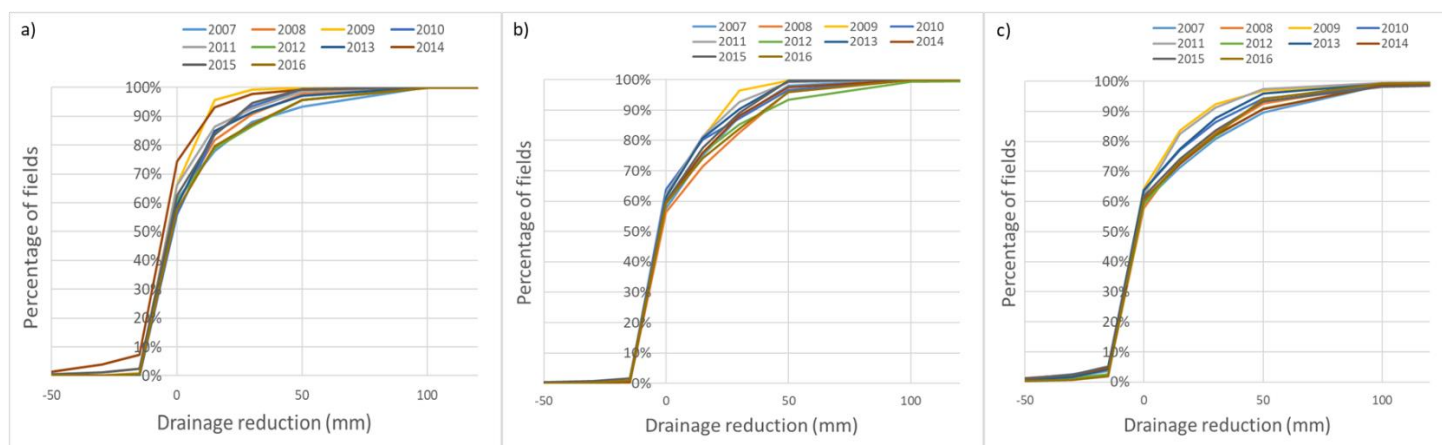 a)
2007 2008 2009 2010
2011 2012 2013 2014
2015 2016
100%
90%
80%
70%
60%
50%
40%
30%
20%
10%
0%
-50 0 50 100
Percentage of fields
Drainage reduction (mm)
b)
2007 2008 2009 2010
2011 2012 2013 2014
2015 2016
100%
90%
80%
70%
60%
50%
40%
30%
20%
10%
0%
-50 0 50 100
Percentage of fields
Drainage reduction (mm)
c)
2007 2008 2009 2010
2011 2012 2013 2014
2015 2016
100%
90%
80%
70%
60%
50%
40%
30%
20%
10%
0%
-50 0 50 100
Percentage of fields
Drainage reduction (mm)